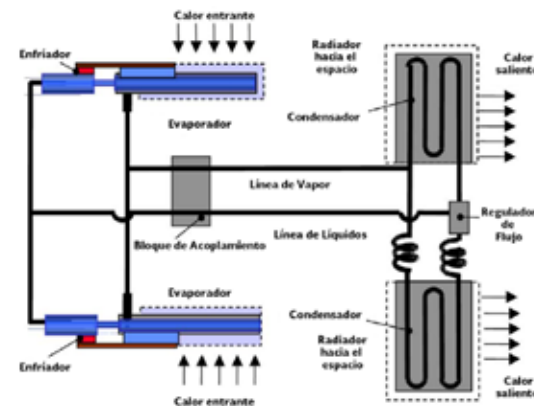 Calor entrante
Enfriador
Radiador
hacia el
espacio
Calor
saliente
Condensador
Evaporador
Línea de Vapor
Regulador
de
Flujo
Bloque de Acoplamiento
Línea de Líquidos
Evaporador
Condensador
Radiador
hacia el
espacio
Enfriador
Calor entrante
Calor
saliente